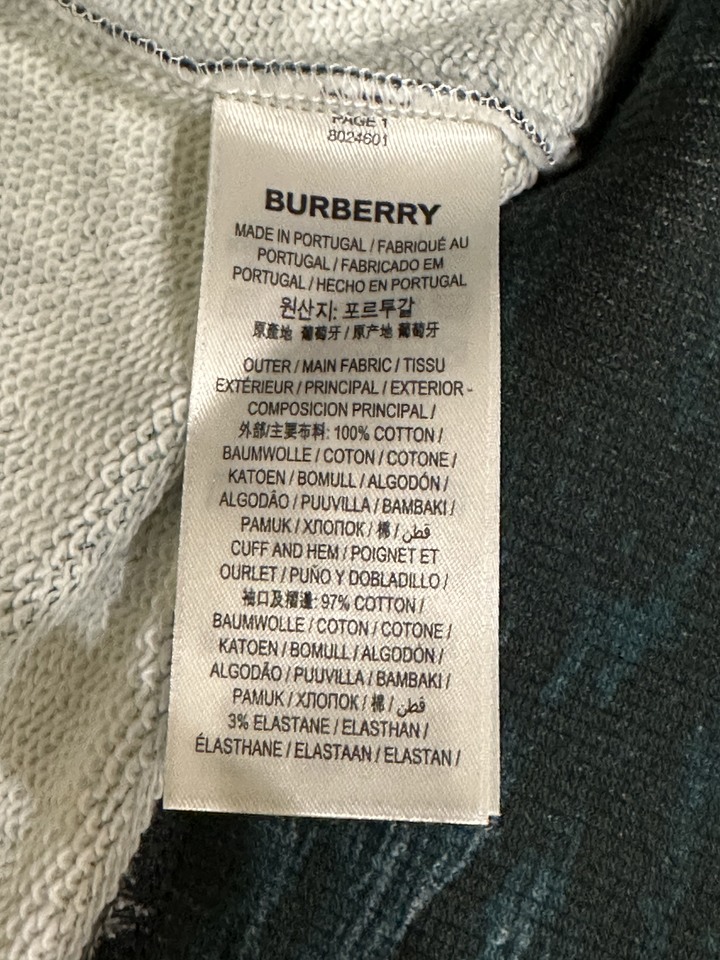 PAGE 1
8024601
BURBERRY
MADE IN PORTUGAL / FABRIQUÉ AU
PORTUGAL / FABRICADO EM
PORTUGAL / HECHO EN PORTUGAL
원산지: 포르투갈
原產地 葡萄牙 / 原产地 葡萄牙
OUTER / MAIN FABRIC / TISSU
EXTÉRIEUR / PRINCIPAL / EXTERIOR -
COMPOSICION PRINCIPAL /
外部/主要布料: 100% COTTON /
BAUMWOLLE / COTON / COTONE /
KATOEN / BOMULL / ALGODÓN /
ALGODÃO / PUUVILLA / BAMBAKI /
PAMUK / ХЛОПОК / 棉 / قطن
CUFF AND HEM / POIGNET ET
OURLET / PUÑO Y DOBLADILLO /
袖口及褶邊: 97% COTTON /
BAUMWOLLE / COTON / COTONE /
KATOEN / BOMULL / ALGODÓN /
ALGODÃO / PUUVILLA / BAMBAKI /
PAMUK / ХЛОПОК / 棉 / قطن
3% ELASTANE / ELASTHAN /
ÉLASTHANE / ELASTAAN / ELASTAN /